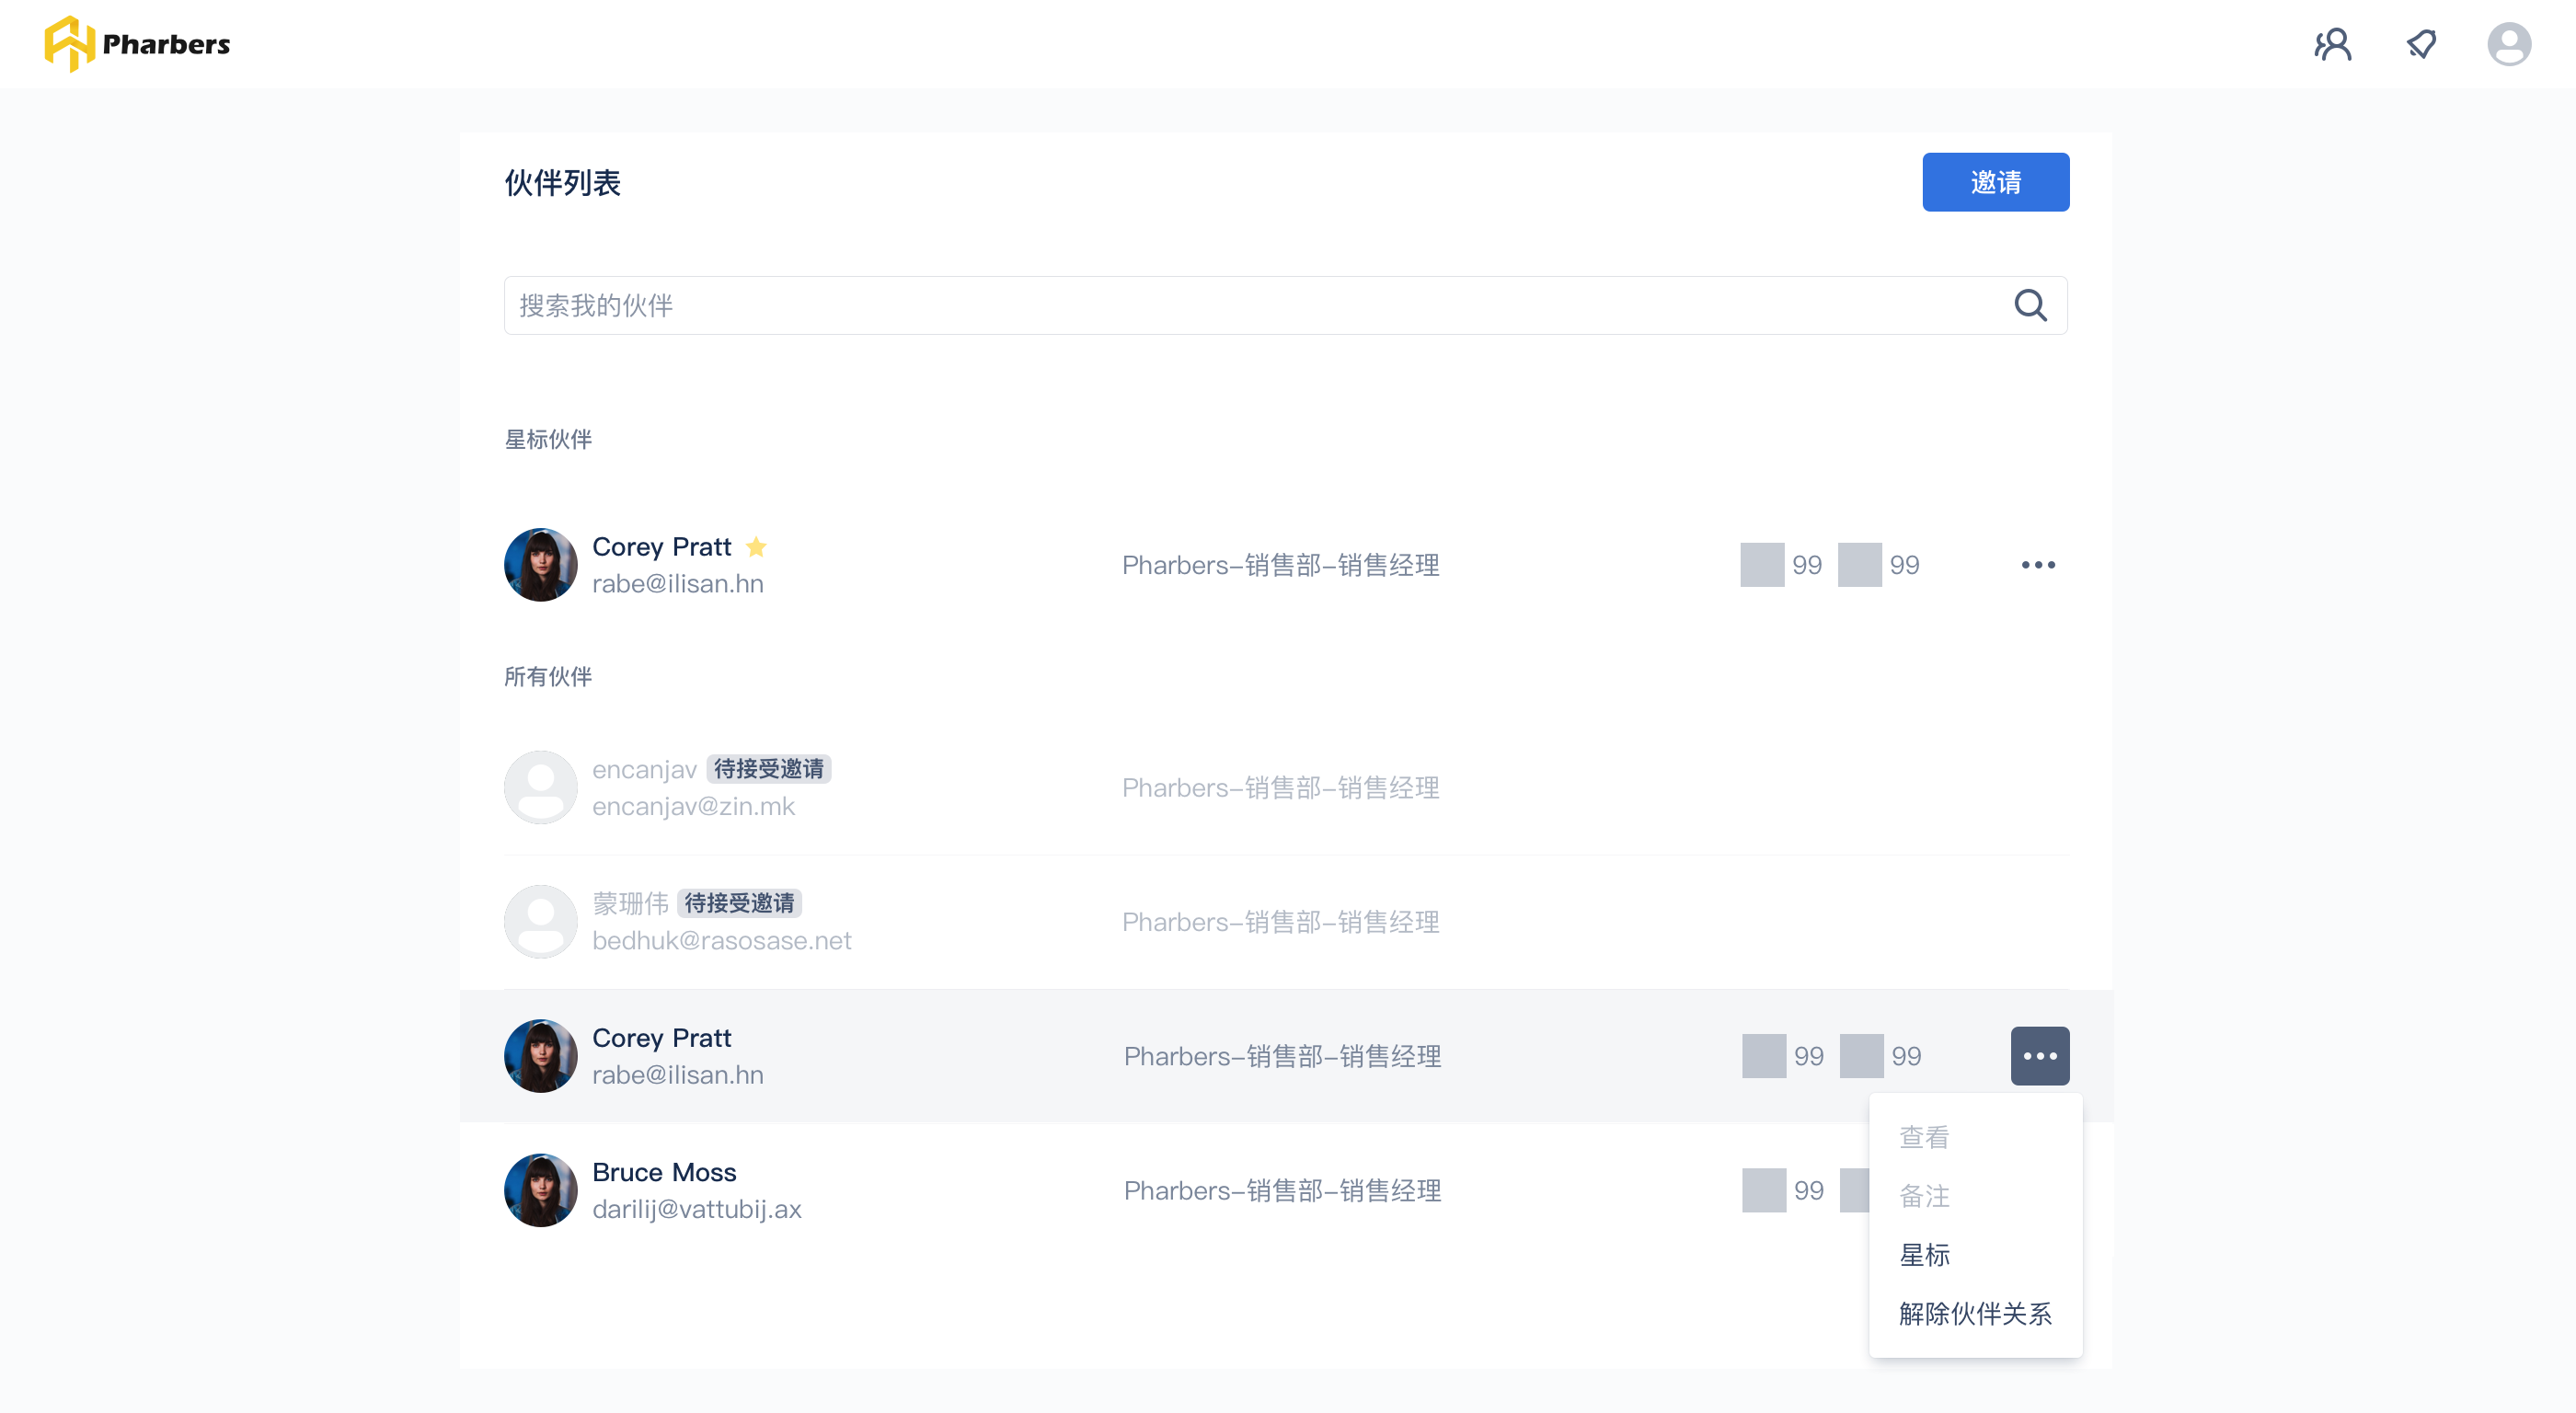 Pharbers
伙伴列表
邀请
搜索我的伙伴
星标伙伴
Corey Pratt
rabe@ilisan.hn
Pharbers-销售部-销售经理
99 99
所有伙伴
encanjav 待接受邀请
encanjav@zin.mk
Pharbers-销售部-销售经理
蒙珊伟 待接受邀请
bedhuk@rasosase.net
Pharbers-销售部-销售经理
Corey Pratt
rabe@ilisan.hn
Pharbers-销售部-销售经理
99 99
Bruce Moss
darilij@vattubij.ax
Pharbers-销售部-销售经理
99
查看
备注
星标
解除伙伴关系